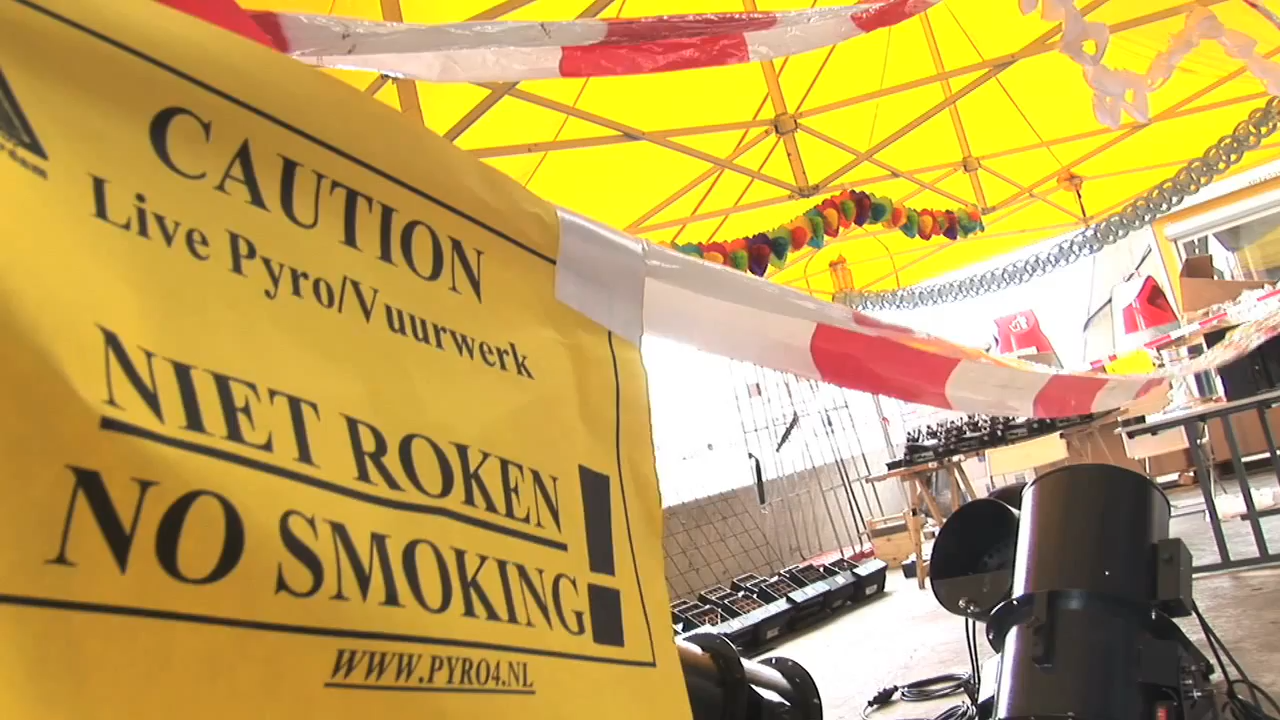 CAUTION
Live Pyro/Vuurwerk
NIET ROKEN
NO SMOKING!
WWW.PYRO4.NL